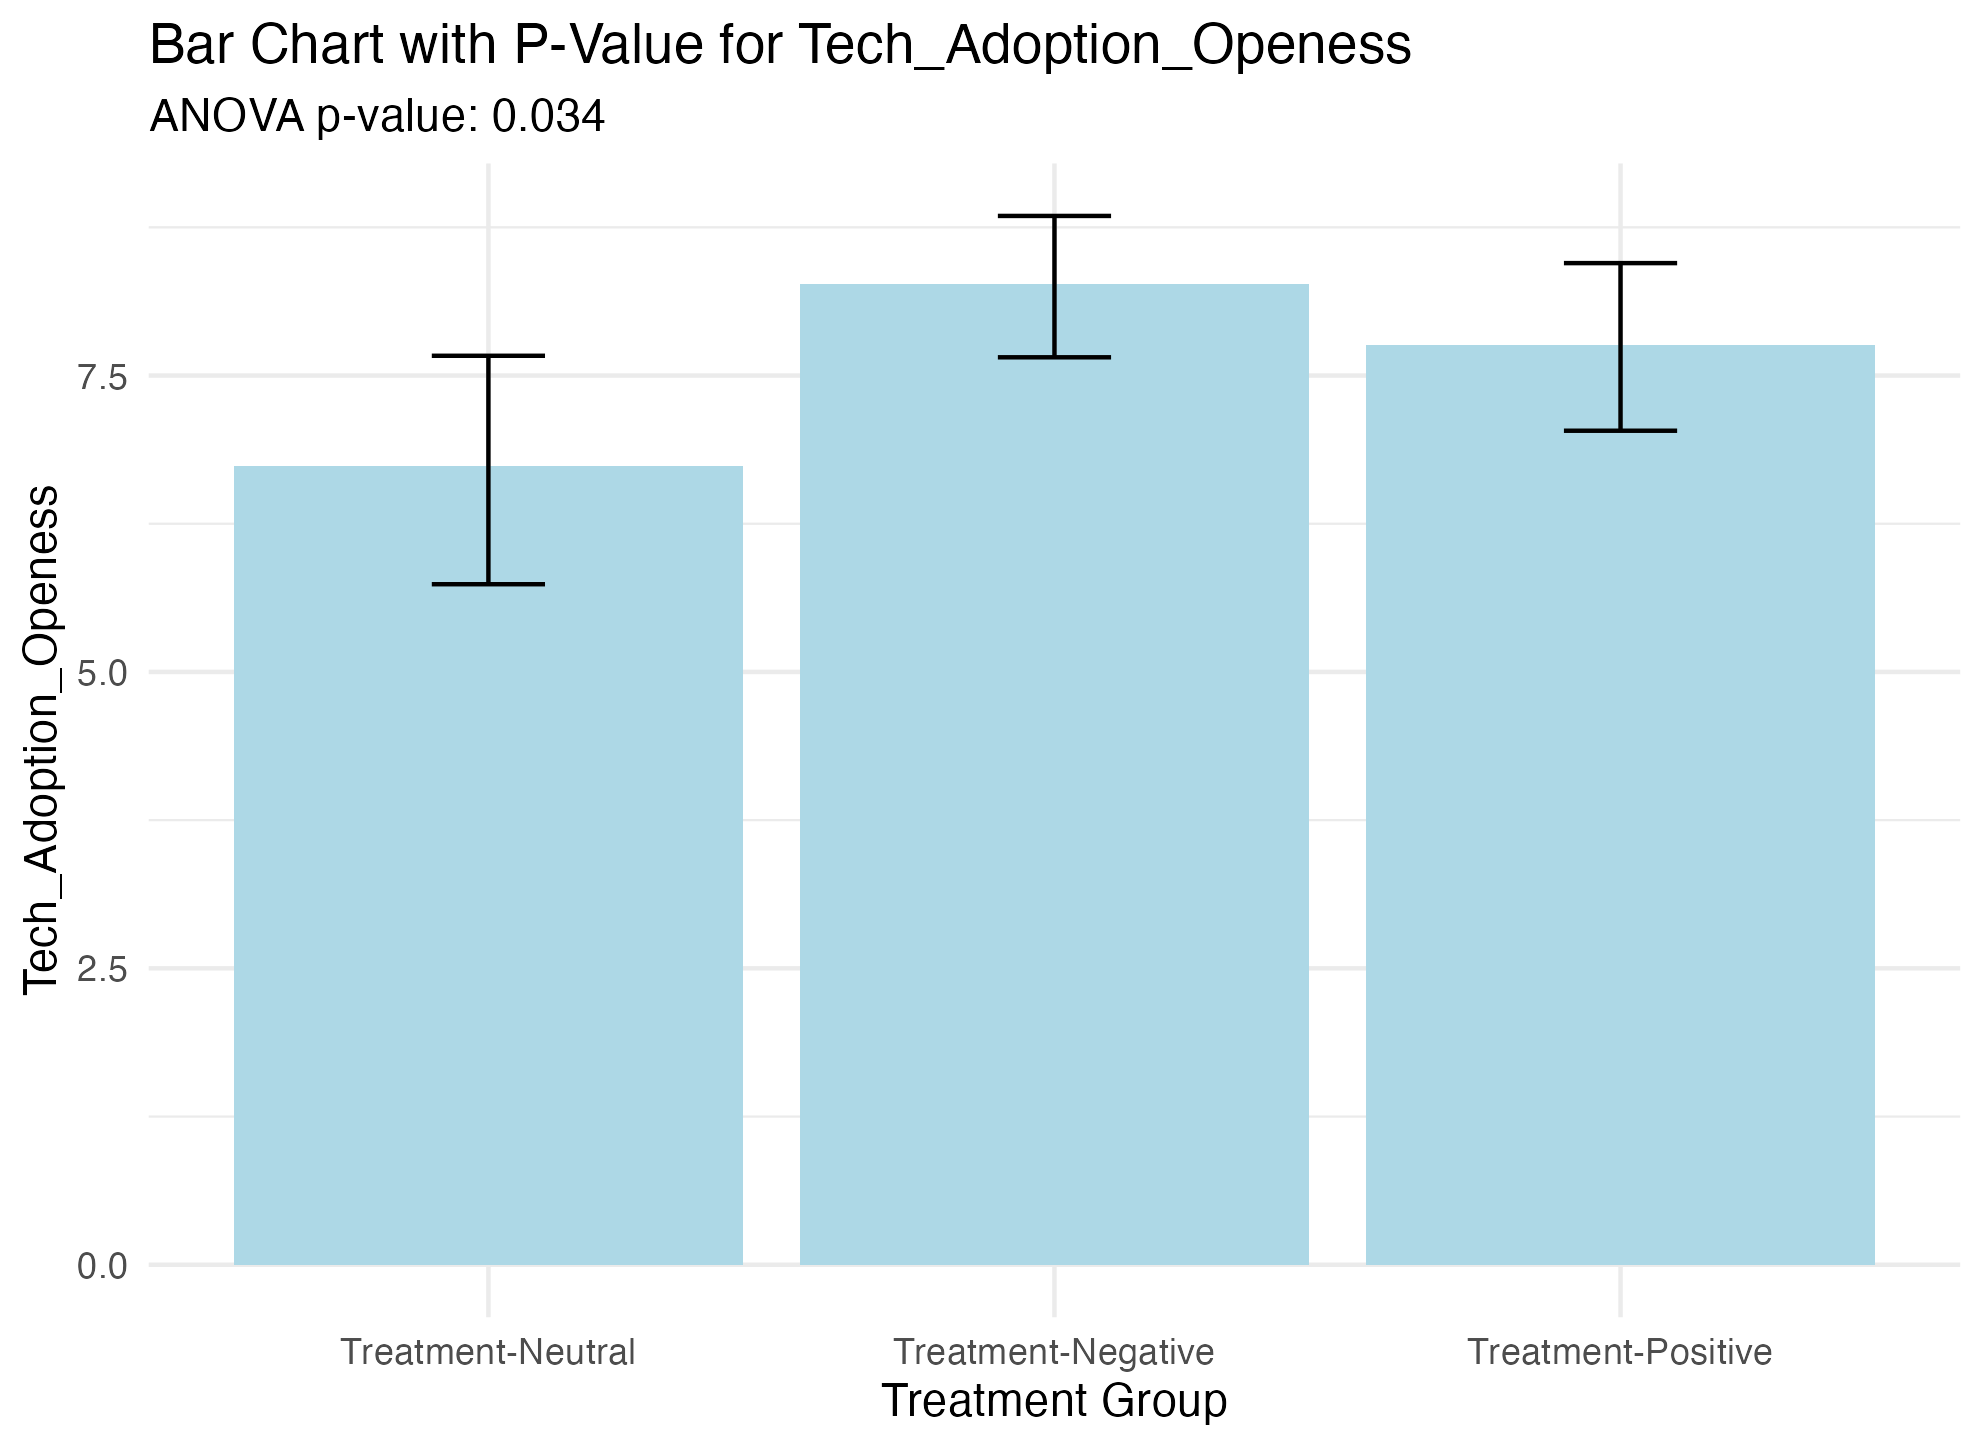 Bar Chart with P-Value for Tech_Adoption_Openess
ANOVA p-value: 0.034
Tech_Adoption_Openess
7.5
5.0
2.5
0.0
Treatment-Neutral
Treatment-Negative
Treatment-Positive
Treatment Group